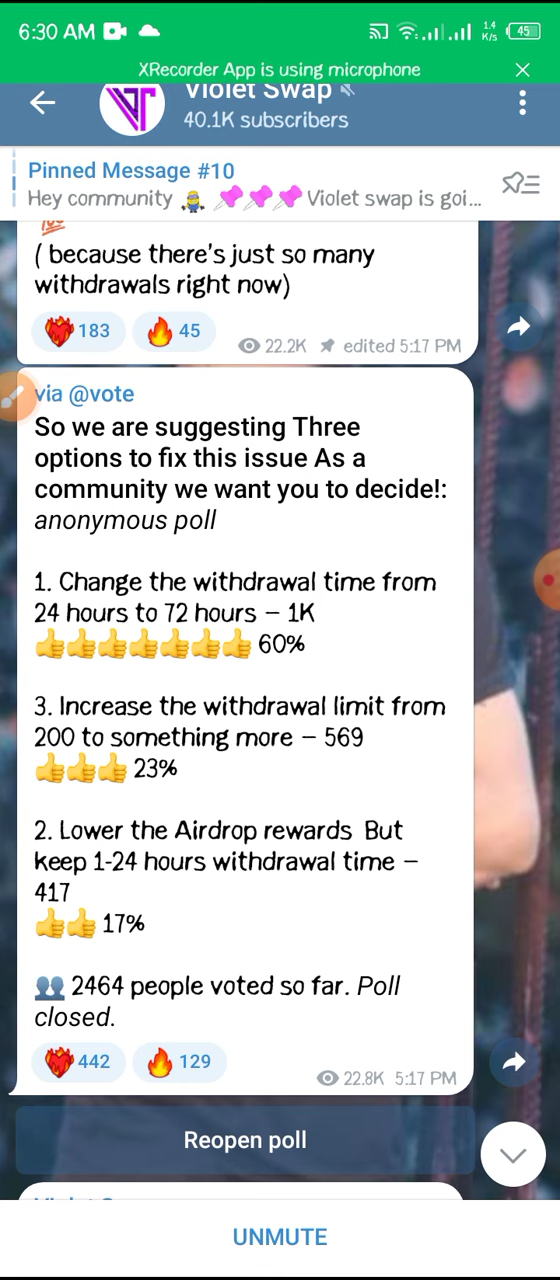 6:30 AM
1.4
K/s
45
XRecorder App is using microphone
Violet Swap
40.1K subscribers
Pinned Message #10
Hey community 👷 📌📌📌 Violet swap is goi...
💯
( because there's just so many
withdrawals right now)
❤️‍🔥 183 🔥 45 22.2K edited 5:17 PM
via @vote
So we are suggesting Three
options to fix this issue As a
community we want you to decide!:
anonymous poll
1. Change the withdrawal time from
24 hours to 72 hours – 1K
👍👍👍👍👍👍👍 60%
3. Increase the withdrawal limit from
200 to something more – 569
👍👍👍 23%
2. Lower the Airdrop rewards But
keep 1-24 hours withdrawal time –
417
👍👍 17%
👥 2464 people voted so far. Poll
closed.
❤️‍🔥 442 🔥 129
22.8K 5:17 PM
Reopen poll
UNMUTE